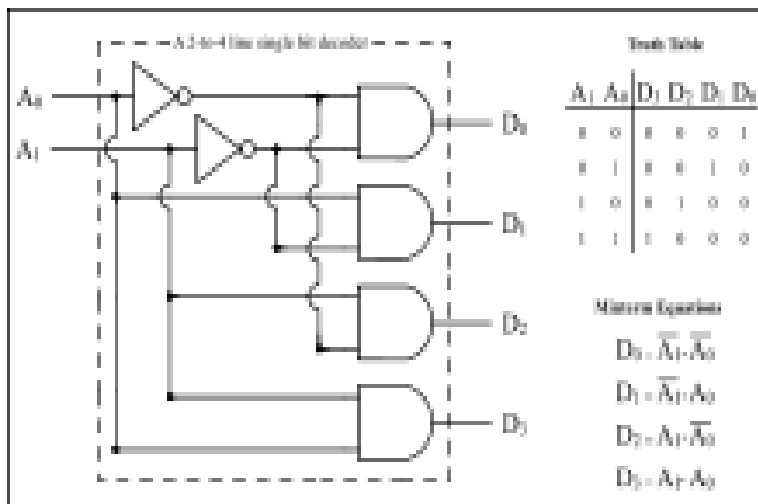 A 2-to-4 line single bit decoder
A₀
A₁
D₀
D₁
D₂
D₃
Truth Table
A₁ A₀ D₃ D₂ D₁ D₀
0 0 0 0 0 1
0 1 0 0 1 0
1 0 0 1 0 0
1 1 1 0 0 0
Minterm Equations
D₀ = A̅₁·A̅₀
D₁ = A̅₁·A₀
D₂ = A₁·A̅₀
D₃ = A₁·A₀